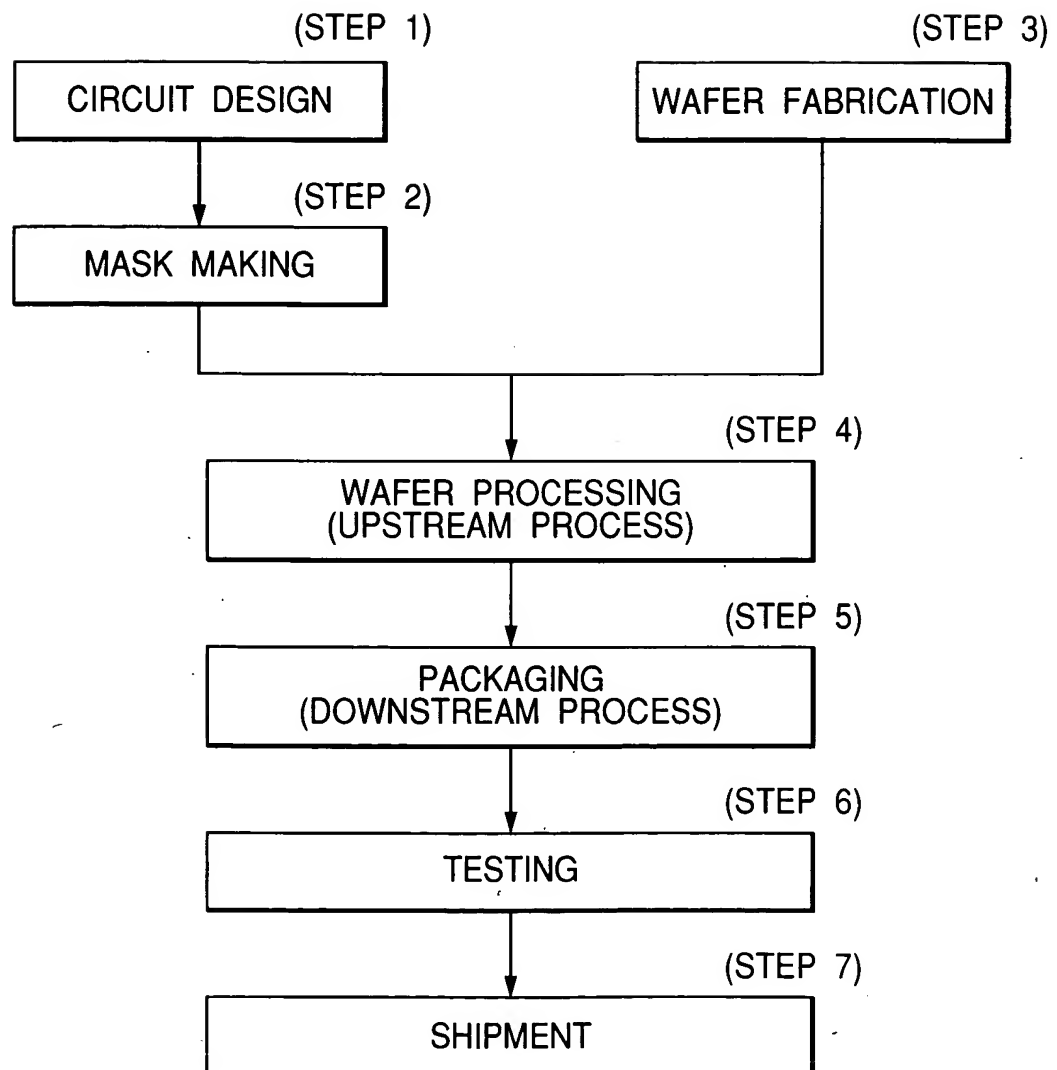 (STEP 1)
CIRCUIT DESIGN
(STEP 2)
MASK MAKING
(STEP 3)
WAFER FABRICATION
(STEP 4)
WAFER PROCESSING
(UPSTREAM PROCESS)
(STEP 5)
PACKAGING
(DOWNSTREAM PROCESS)
(STEP 6)
TESTING
(STEP 7)
SHIPMENT